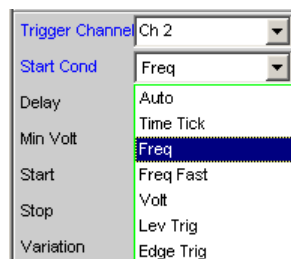 Trigger Channel Ch 2
Start Cond Freq
Delay Auto
Time Tick
Min Volt Freq
Start Freq Fast
Stop Volt
Lev Trig
Variation Edge Trig